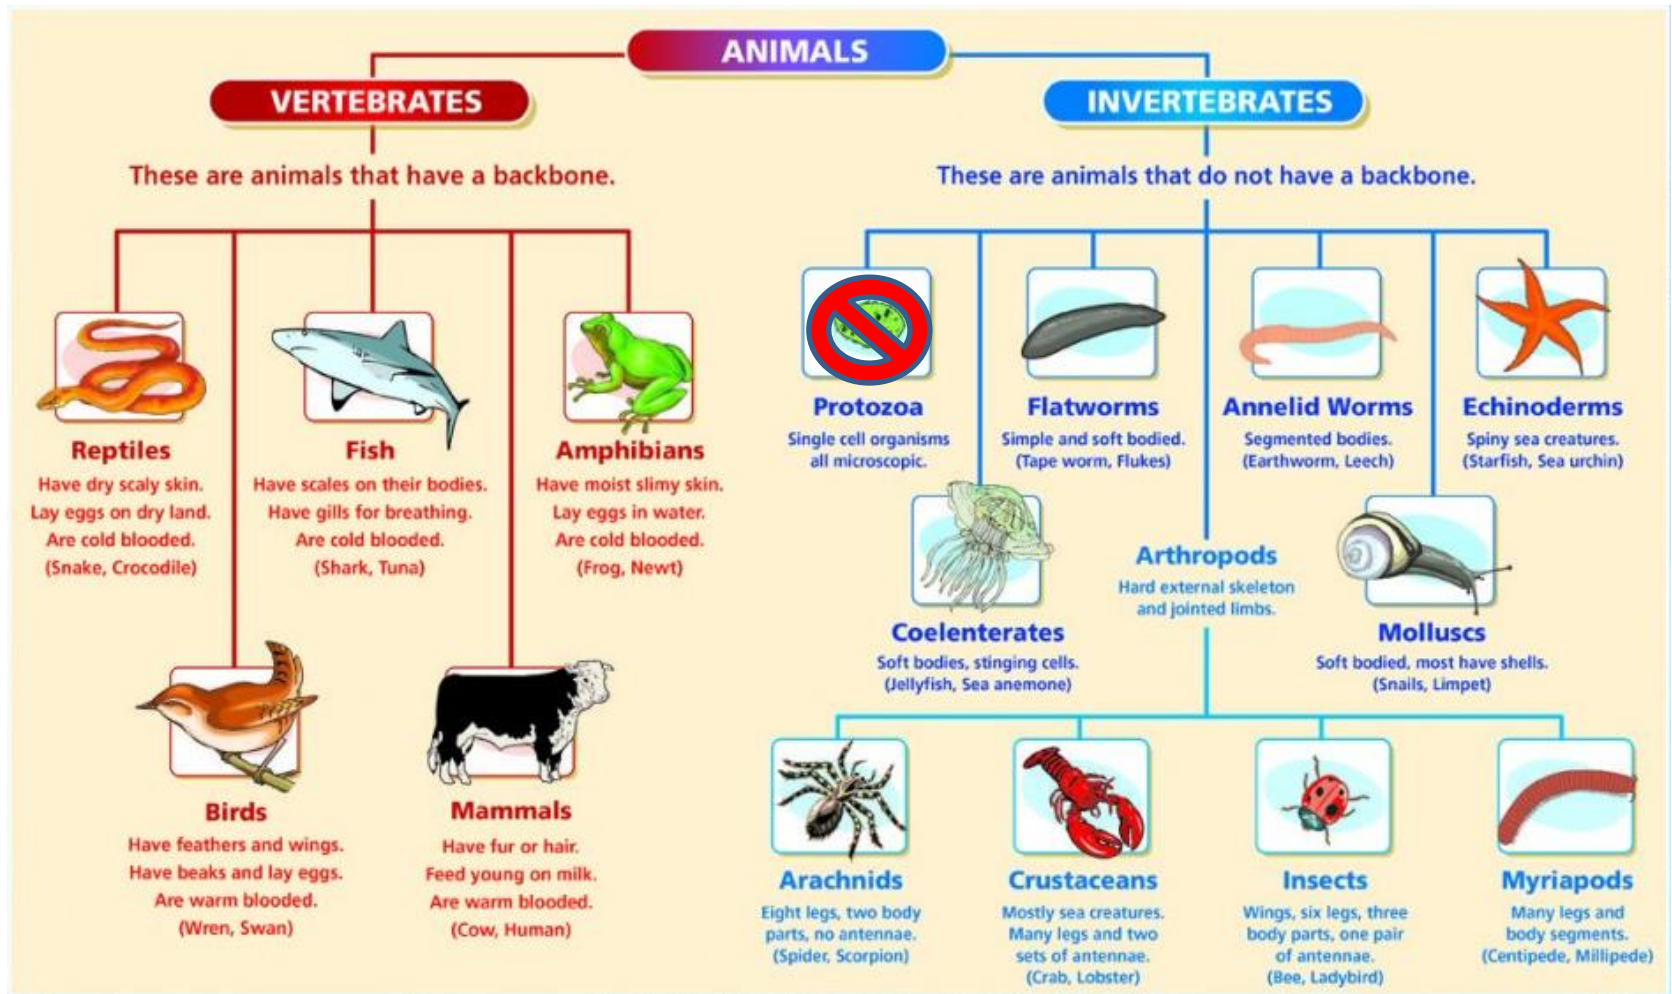 ANIMALS
VERTEBRATES
These are animals that have a backbone.
Reptiles
Have dry scaly skin.
Lay eggs on dry land.
Are cold blooded.
(Snake, Crocodile)
Fish
Have scales on their bodies.
Have gills for breathing.
Are cold blooded.
(Shark, Tuna)
Amphibians
Have moist slimy skin.
Lay eggs in water.
Are cold blooded.
(Frog, Newt)
Birds
Have feathers and wings.
Have beaks and lay eggs.
Are warm blooded.
(Wren, Swan)
Mammals
Have fur or hair.
Feed young on milk.
Are warm blooded.
(Cow, Human)
INVERTEBRATES
These are animals that do not have a backbone.
Protozoa
Single cell organisms
all microscopic.
Flatworms
Simple and soft bodied.
(Tape worm, Flukes)
Annelid Worms
Segmented bodies.
(Earthworm, Leech)
Echinoderms
Spiny sea creatures.
(Starfish, Sea urchin)
Coelenterates
Soft bodies, stinging cells.
(Jellyfish, Sea anemone)
Arthropods
Hard external skeleton
and jointed limbs.
Molluscs
Soft bodied, most have shells.
(Snails, Limpet)
Arachnids
Eight legs, two body
parts, no antennae.
(Spider, Scorpion)
Crustaceans
Mostly sea creatures.
Many legs and two
sets of antennae.
(Crab, Lobster)
Insects
Wings, six legs, three
body parts, one pair
of antennae.
(Bee, Ladybird)
Myriapods
Many legs and
body segments.
(Centipede, Millipede)